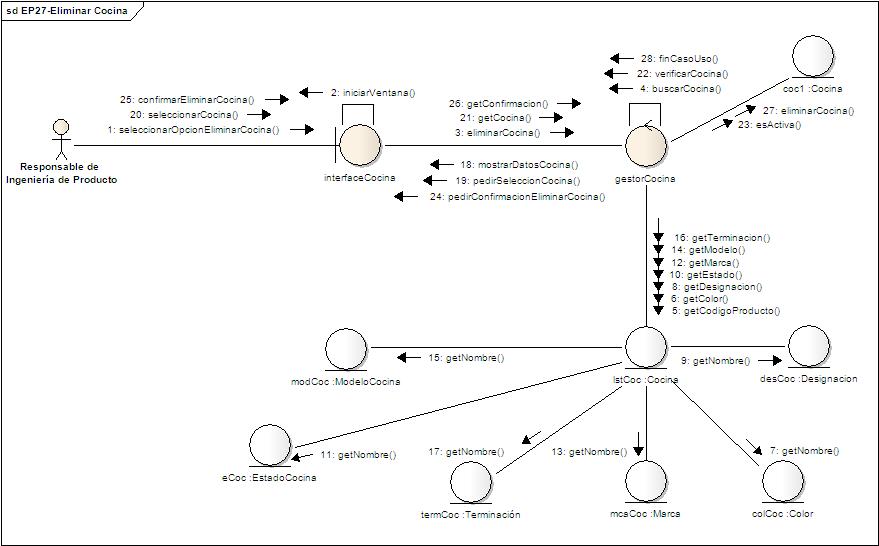 sd EP27-Eliminar Cocina
28: finCasoUso()
22: verificarCocina()
4: buscarCocina()
coc1 :Cocina
27: eliminarCocina()
23: esActiva()
25: confirmarEliminarCocina()
20: seleccionarCocina()
1: seleccionarOpcionEliminarCocina()
2: iniciarVentana()
26: getConfirmacion()
21: getCocina()
3: eliminarCocina()
Responsable de
Ingeniería de Producto
interfaceCocina
gestorCocina
18: mostrarDatosCocina()
19: pedirSeleccionCocina()
24: pedirConfirmacionEliminarCocina()
16: getTerminacion()
14: getModelo()
12: getMarca()
10: getEstado()
8: getDesignacion()
6: getColor()
5: getCodigoProducto()
15: getNombre()
9: getNombre()
modCoc :ModeloCocina
lstCoc :Cocina
desCoc :Designacion
11: getNombre()
17: getNombre()
13: getNombre()
7: getNombre()
eCoc :EstadoCocina
termCoc :Terminación
mcaCoc :Marca
colCoc :Color